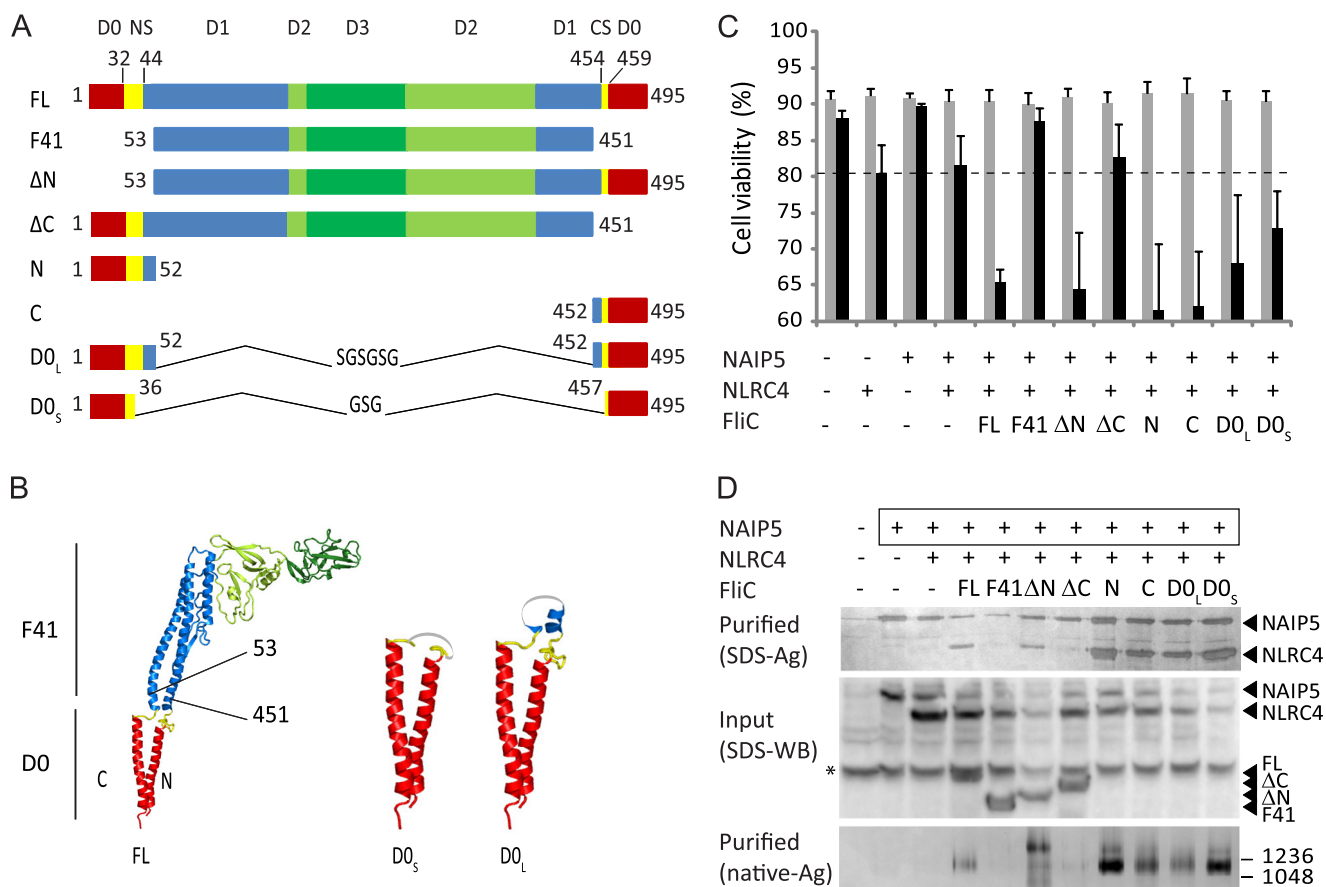 A
D0 NS D1 D2 D3 D2 D1 CS D0
32 44 454 459
FL 1 495
F41 53 451
ΔN 53 495
ΔC 1 451
N 1 52
C 452 495
D0L 1 52 SGSGSG 452 495
D0S 1 36 GSG 457 495
B
F41
53
451
D0
C N
FL D0S D0L
C
Cell viability (%)
100
95
90
85
80
75
70
65
60
NAIP5 - - + + + + + + + + + +
NLRC4 - + - + + + + + + + + +
FliC - - - - FL F41 ΔN ΔC N C D0L D0S
D
NAIP5 - + + + + + + + + + +
NLRC4 - - + + + + + + + + +
FliC - - - FL F41 ΔN ΔC N C D0L D0S
Purified (SDS-Ag)
NAIP5
NLRC4
Input (SDS-WB)
NAIP5
NLRC4
*
FL
ΔC
ΔN
F41
Purified (native-Ag)
1236
1048